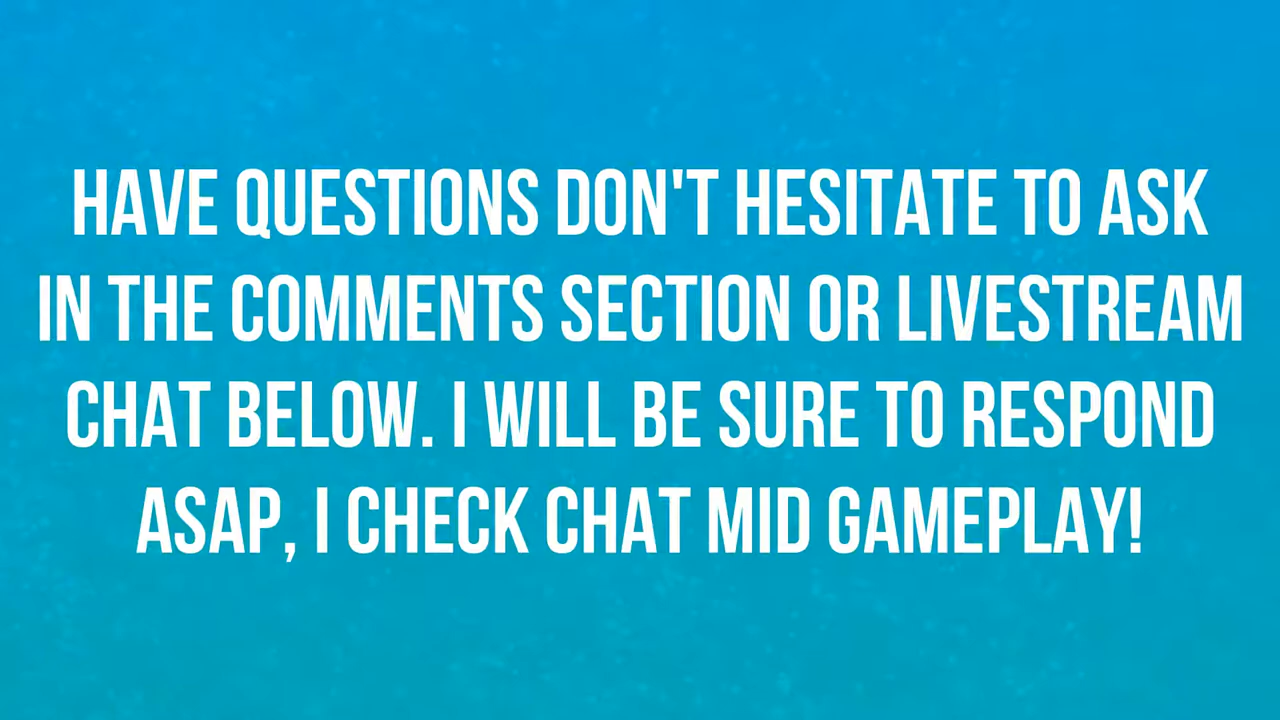 HAVE QUESTIONS DON'T HESITATE TO ASK
IN THE COMMENTS SECTION OR LIVESTREAM
CHAT BELOW. I WILL BE SURE TO RESPOND
ASAP, I CHECK CHAT MID GAMEPLAY!